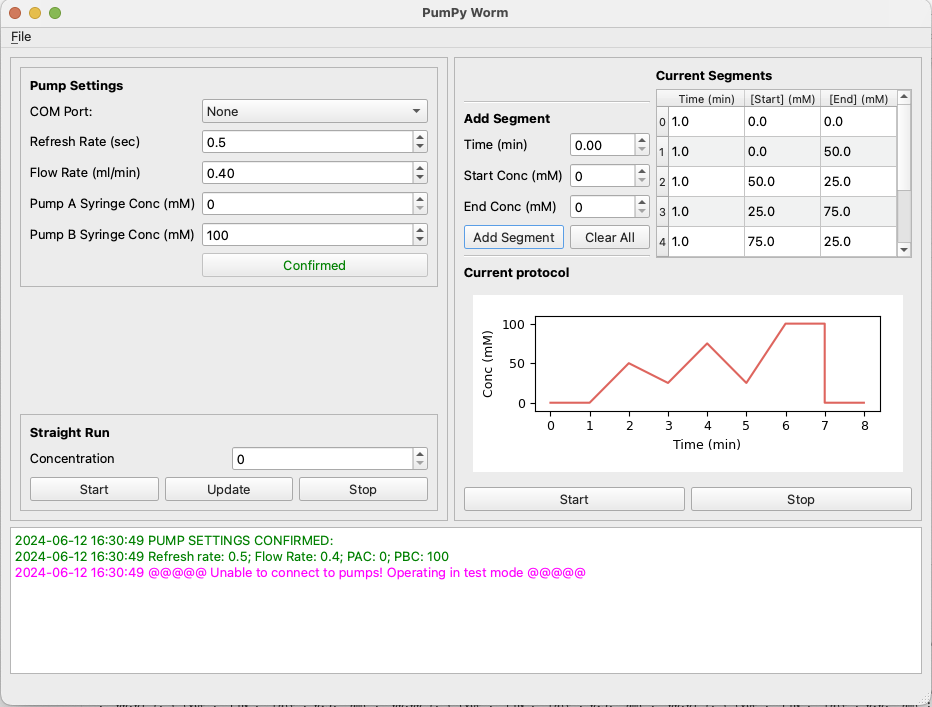 PumPy Worm
File
Pump Settings
COM Port:
None
Refresh Rate (sec)
0.5
Flow Rate (ml/min)
0.40
Pump A Syringe Conc (mM)
0
Pump B Syringe Conc (mM)
100
Confirmed
Straight Run
Concentration
0
Start
Update
Stop
Add Segment
Time (min)
0.00
Start Conc (mM)
0
End Conc (mM)
0
Add Segment
Clear All
Current Segments
Time (min) [Start] (mM) [End] (mM)
0 1.0 0.0 0.0
1 1.0 0.0 50.0
2 1.0 50.0 25.0
3 1.0 25.0 75.0
4 1.0 75.0 25.0
Current protocol
Conc (mM)
100
50
0
0 1 2 3 4 5 6 7 8
Time (min)
Start
Stop
2024-06-12 16:30:49 PUMP SETTINGS CONFIRMED:
2024-06-12 16:30:49 Refresh rate: 0.5; Flow Rate: 0.4; PAC: 0; PBC: 100
2024-06-12 16:30:49 @@@@@ Unable to connect to pumps! Operating in test mode @@@@@